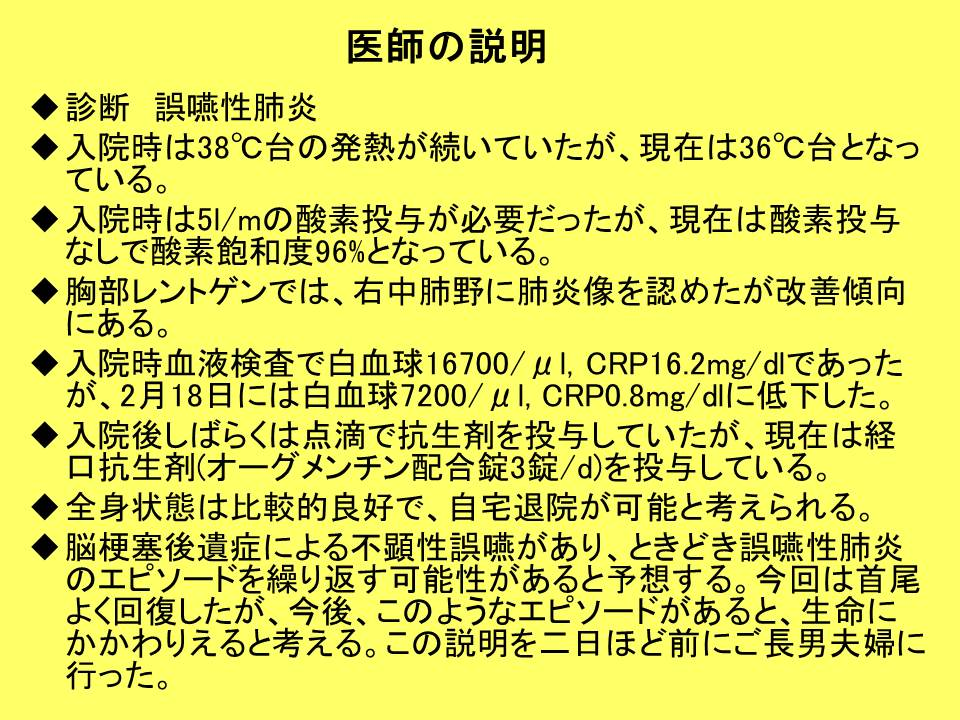 医師の説明
◆診断　誤嚥性肺炎
◆入院時は38℃台の発熱が続いていたが、現在は36℃台となっ
ている。
◆入院時は5l/mの酸素投与が必要だったが、現在は酸素投与
なしで酸素飽和度96%となっている。
◆胸部レントゲンでは、右中肺野に肺炎像を認めたが改善傾向
にある。
◆入院時血液検査で白血球16700/μl, CRP16.2mg/dlであった
が、2月18日には白血球7200/μl, CRP0.8mg/dlに低下した。
◆入院後しばらくは点滴で抗生剤を投与していたが、現在は経
口抗生剤(オーグメンチン配合錠3錠/d)を投与している。
◆全身状態は比較的良好で、自宅退院が可能と考えられる。
◆脳梗塞後遺症による不顕性誤嚥があり、ときどき誤嚥性肺炎
のエピソードを繰り返す可能性があると予想する。今回は首尾
よく回復したが、今後、このようなエピソードがあると、生命に
かかわりえると考える。この説明を二日ほど前にご長男夫婦に
行った。